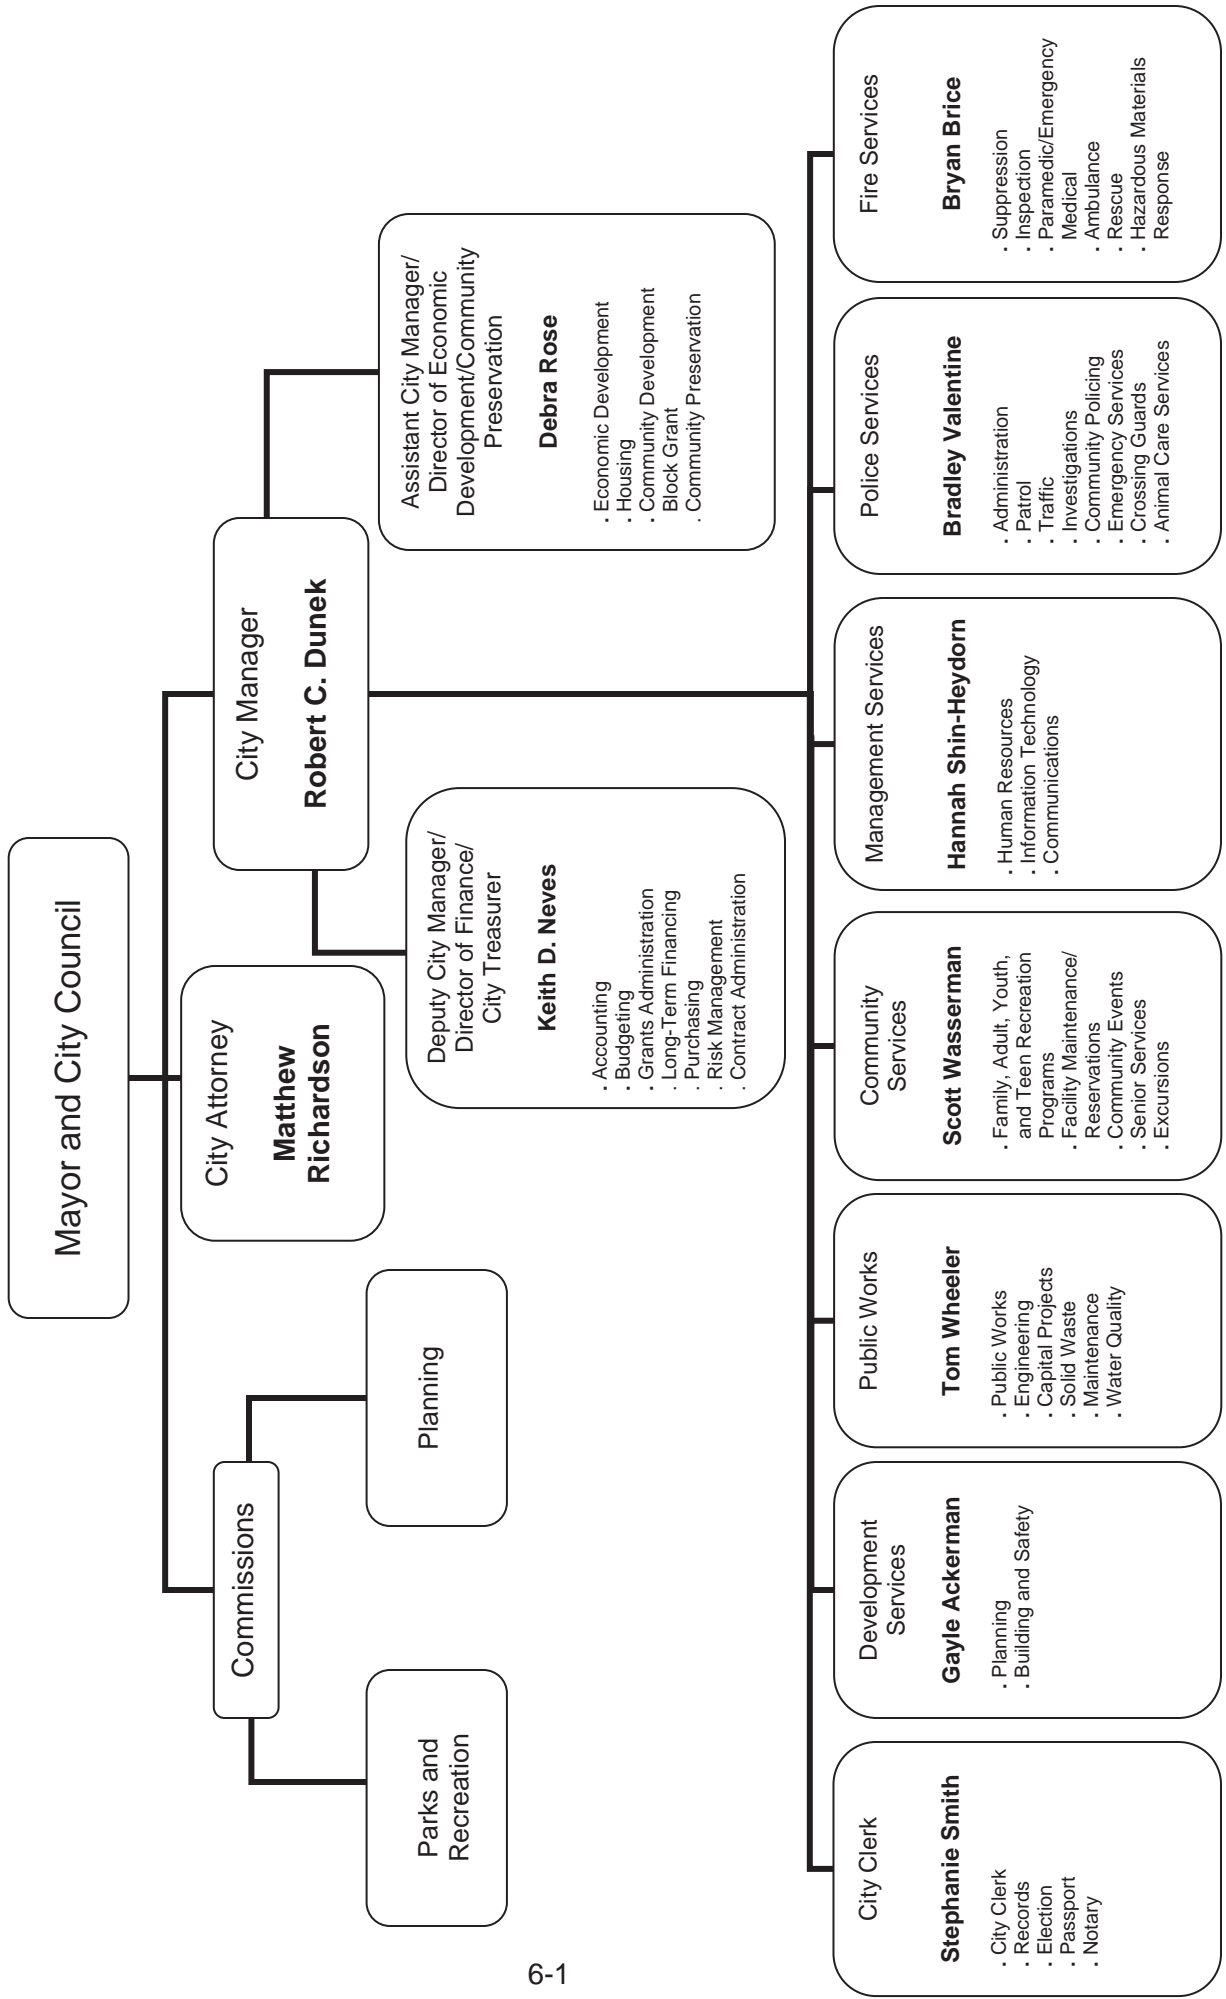 Mayor and City Council
Commissions
Parks and
Recreation
Planning
City Attorney
Matthew
Richardson
City Manager
Robert C. Dunek
Deputy City Manager/
Director of Finance/
City Treasurer
Keith D. Neves
. Accounting
. Budgeting
. Grants Administration
. Long-Term Financing
. Purchasing
. Risk Management
. Contract Administration
Assistant City Manager/
Director of Economic
Development/Community
Preservation
Debra Rose
. Economic Development
. Housing
. Community Development
Block Grant
. Community Preservation
City Clerk
Stephanie Smith
. City Clerk
. Records
. Election
. Passport
. Notary
Development
Services
Gayle Ackerman
. Planning
. Building and Safety
Public Works
Tom Wheeler
. Public Works
. Engineering
. Capital Projects
. Solid Waste
. Maintenance
. Water Quality
Community
Services
Scott Wasserman
. Family, Adult, Youth,
and Teen Recreation
Programs
. Facility Maintenance/
Reservations
. Community Events
. Senior Services
. Excursions
Management Services
Hannah Shin-Heydorn
. Human Resources
. Information Technology
. Communications
Police Services
Bradley Valentine
. Administration
. Patrol
. Traffic
. Investigations
. Community Policing
. Emergency Services
. Crossing Guards
. Animal Care Services
Fire Services
Bryan Brice
. Suppression
. Inspection
. Paramedic/Emergency
Medical
. Ambulance
. Rescue
. Hazardous Materials
Response
6-1